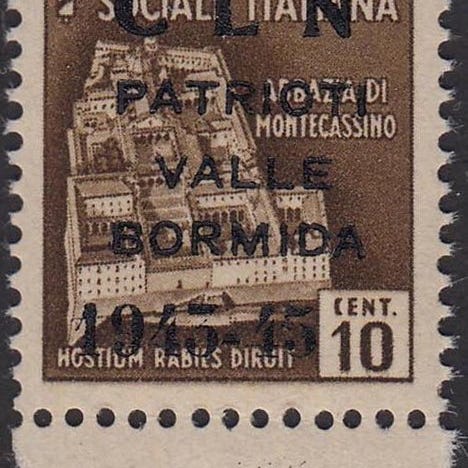 SOCIALE ITALIANA
C L N
PATRIOTI
ABBAZIA DI
MONTECASSINO
VALLE
BORMIDA
1943-45
CENT.
10
HOSTIUM RABIES DIRUIT